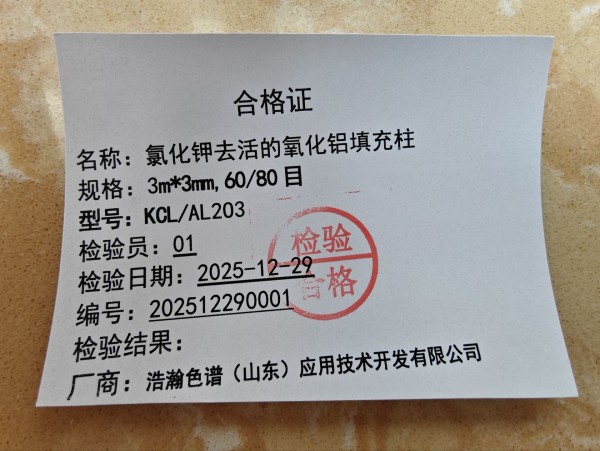 合格证
名称：氯化钾去活的氧化铝填充柱
规格：3m*3mm,60/80目
型号：KCL/AL203
检验员：01
检验日期：2025-12-29
编号：202512290001
检验结果：
检验
合格
厂商：浩瀚色谱（山东）应用技术开发有限公司